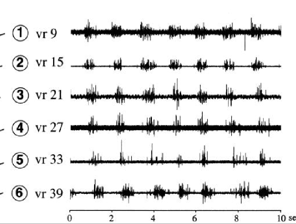 ① vr 9
② vr 15
③ vr 21
④ vr 27
⑤ vr 33
⑥ vr 39
0 2 4 6 8 10 se